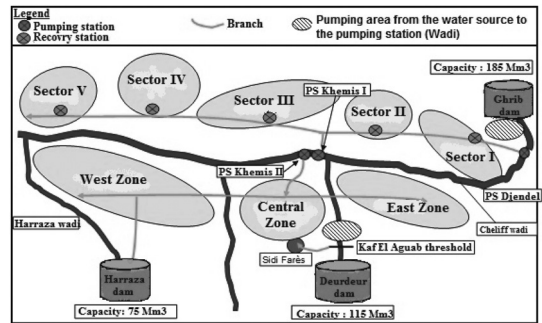 Legend
Pumping station
Recovry station
Branch
Pumping area from the water source to
the pumping station (Wadi)
Capacity : 185 Mm3
Sector V
Sector IV
Sector III
PS Khemis I
Sector II
Ghrib
dam
Sector I
West Zone
PS Khemis II
PS Djendel
Harraza wadi
Central
Zone
East Zone
Cheliff wadi
Sidi Farès
Kaf El Aguab threshold
Harraza
dam
Deurdeur
dam
Capacity: 75 Mm3
Capacity : 115 Mm3